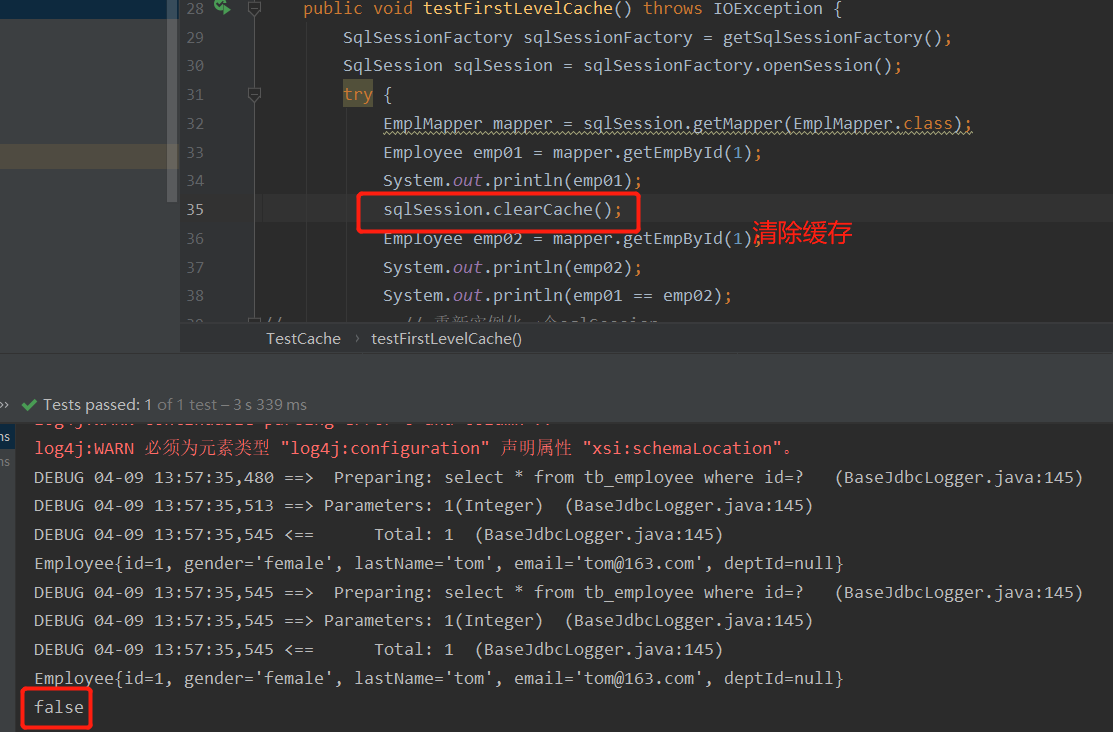 28 public void testFirstLevelCache() throws IOException {
29 SqlSessionFactory sqlSessionFactory = getSqlSessionFactory();
30 SqlSession sqlSession = sqlSessionFactory.openSession();
31 try {
32 EmplMapper mapper = sqlSession.getMapper(EmplMapper.class);
33 Employee emp01 = mapper.getEmpById(1);
34 System.out.println(emp01);
35 sqlSession.clearCache();
36 Employee emp02 = mapper.getEmpById(1);
清除缓存
37 System.out.println(emp02);
38 System.out.println(emp01 == emp02);
TestCache › testFirstLevelCache()
» Tests passed: 1 of 1 test – 3 s 339 ms
ms
ms
log4j:WARN 必须为元素类型 "log4j:configuration" 声明属性 "xsi:schemaLocation"。
DEBUG 04-09 13:57:35,480 ==>  Preparing: select * from tb_employee where id=?   (BaseJdbcLogger.java:145)
DEBUG 04-09 13:57:35,513 ==> Parameters: 1(Integer)  (BaseJdbcLogger.java:145)
DEBUG 04-09 13:57:35,545 <==      Total: 1  (BaseJdbcLogger.java:145)
Employee{id=1, gender='female', lastName='tom', email='tom@163.com', deptId=null}
DEBUG 04-09 13:57:35,545 ==>  Preparing: select * from tb_employee where id=?   (BaseJdbcLogger.java:145)
DEBUG 04-09 13:57:35,545 ==> Parameters: 1(Integer)  (BaseJdbcLogger.java:145)
DEBUG 04-09 13:57:35,545 <==      Total: 1  (BaseJdbcLogger.java:145)
Employee{id=1, gender='female', lastName='tom', email='tom@163.com', deptId=null}
false